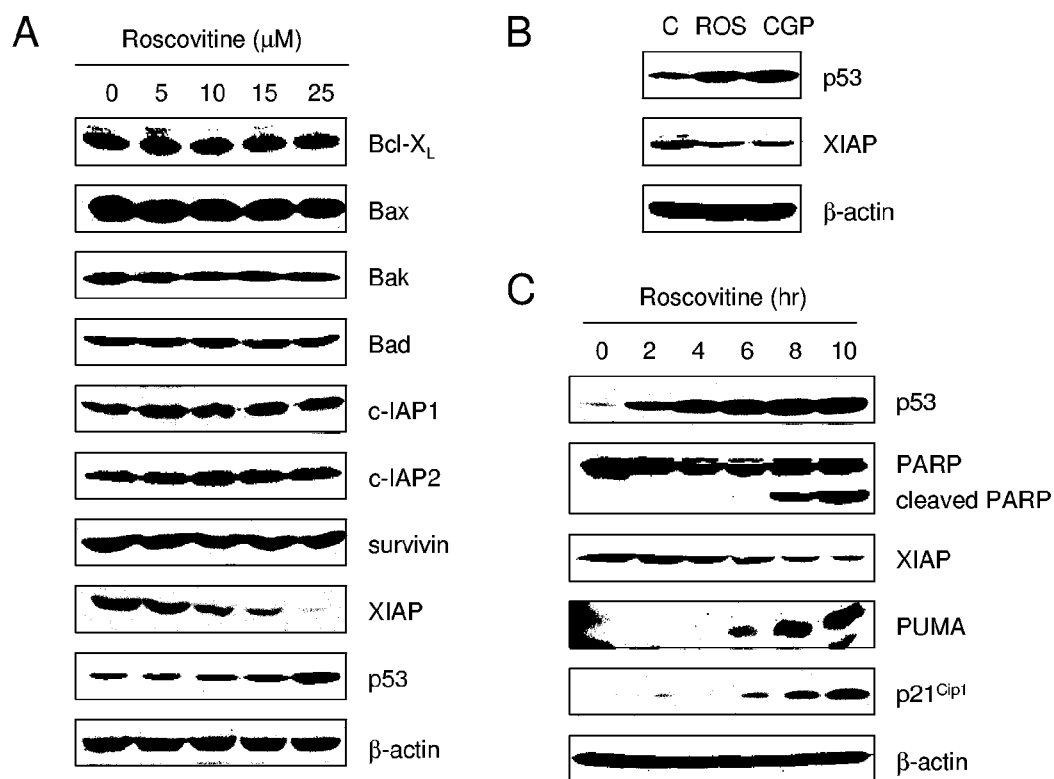 A
Roscovitine (μM)
0 5 10 15 25
Bcl-XL
Bax
Bak
Bad
c-IAP1
c-IAP2
survivin
XIAP
p53
β-actin
B
C ROS CGP
p53
XIAP
β-actin
C
Roscovitine (hr)
0 2 4 6 8 10
p53
PARP
cleaved PARP
XIAP
PUMA
p21Cip1
β-actin